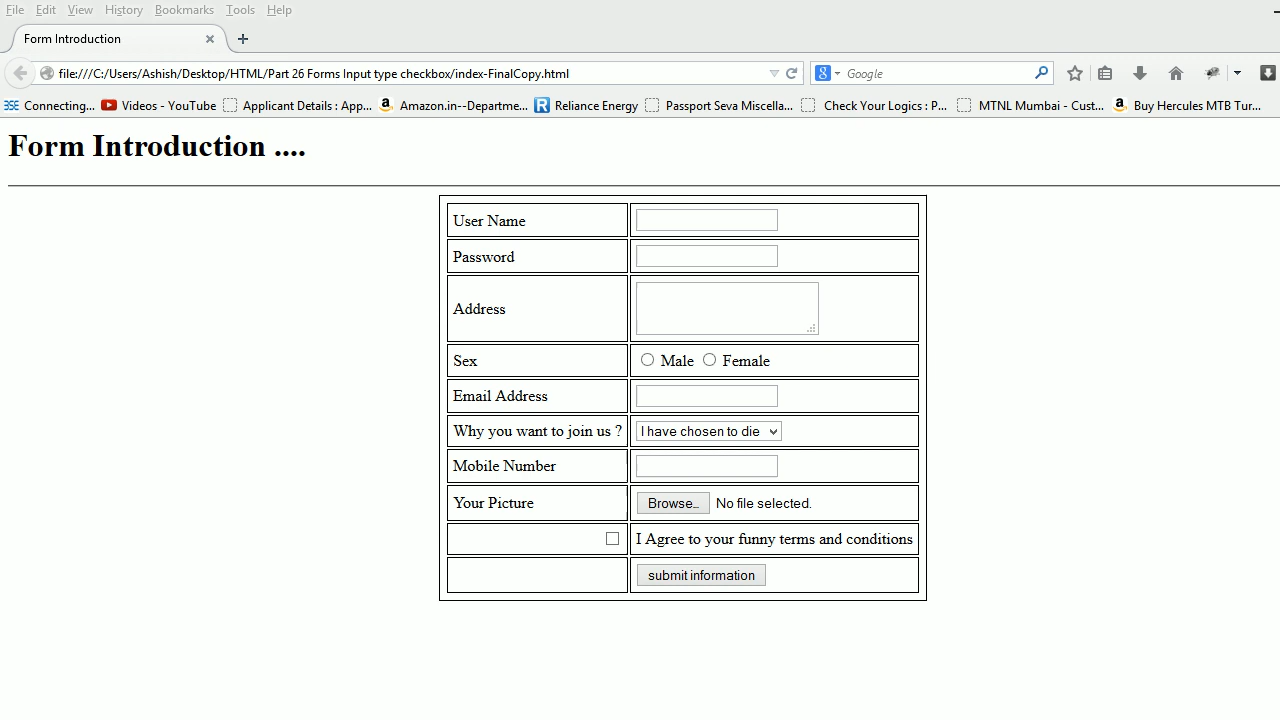 File Edit View History Bookmarks Tools Help
Form Introduction
file:///C:/Users/Ashish/Desktop/HTML/Part 26 Forms Input type checkbox/index-FinalCopy.html Google
Connecting... Videos - YouTube Applicant Details : App... Amazon.in--Departme... Reliance Energy Passport Seva Miscella... Check Your Logics : P... MTNL Mumbai - Cust... Buy Hercules MTB Tur...
Form Introduction ....
User Name
Password
Address
Sex Male Female
Email Address
Why you want to join us ? I have chosen to die
Mobile Number
Your Picture Browse... No file selected.
I Agree to your funny terms and conditions
submit information